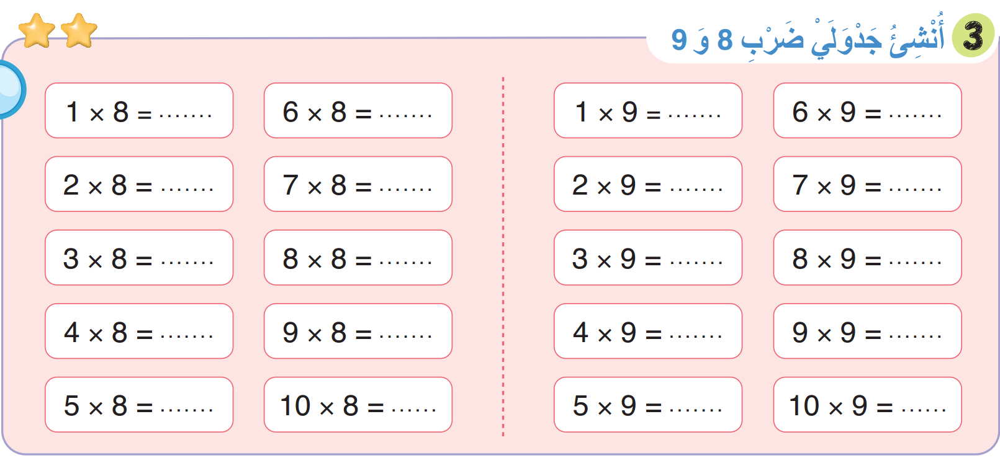 3 أُنْشِئُ جَدْوَلَيْ ضَرْبِ 8 وَ 9
1 × 8 = ....... 6 × 8 = ....... 1 × 9 = ....... 6 × 9 = .......
2 × 8 = ....... 7 × 8 = ....... 2 × 9 = ....... 7 × 9 = .......
3 × 8 = ....... 8 × 8 = ....... 3 × 9 = ....... 8 × 9 = .......
4 × 8 = ....... 9 × 8 = ....... 4 × 9 = ....... 9 × 9 = .......
5 × 8 = ....... 10 × 8 = ...... 5 × 9 = ....... 10 × 9 = ......